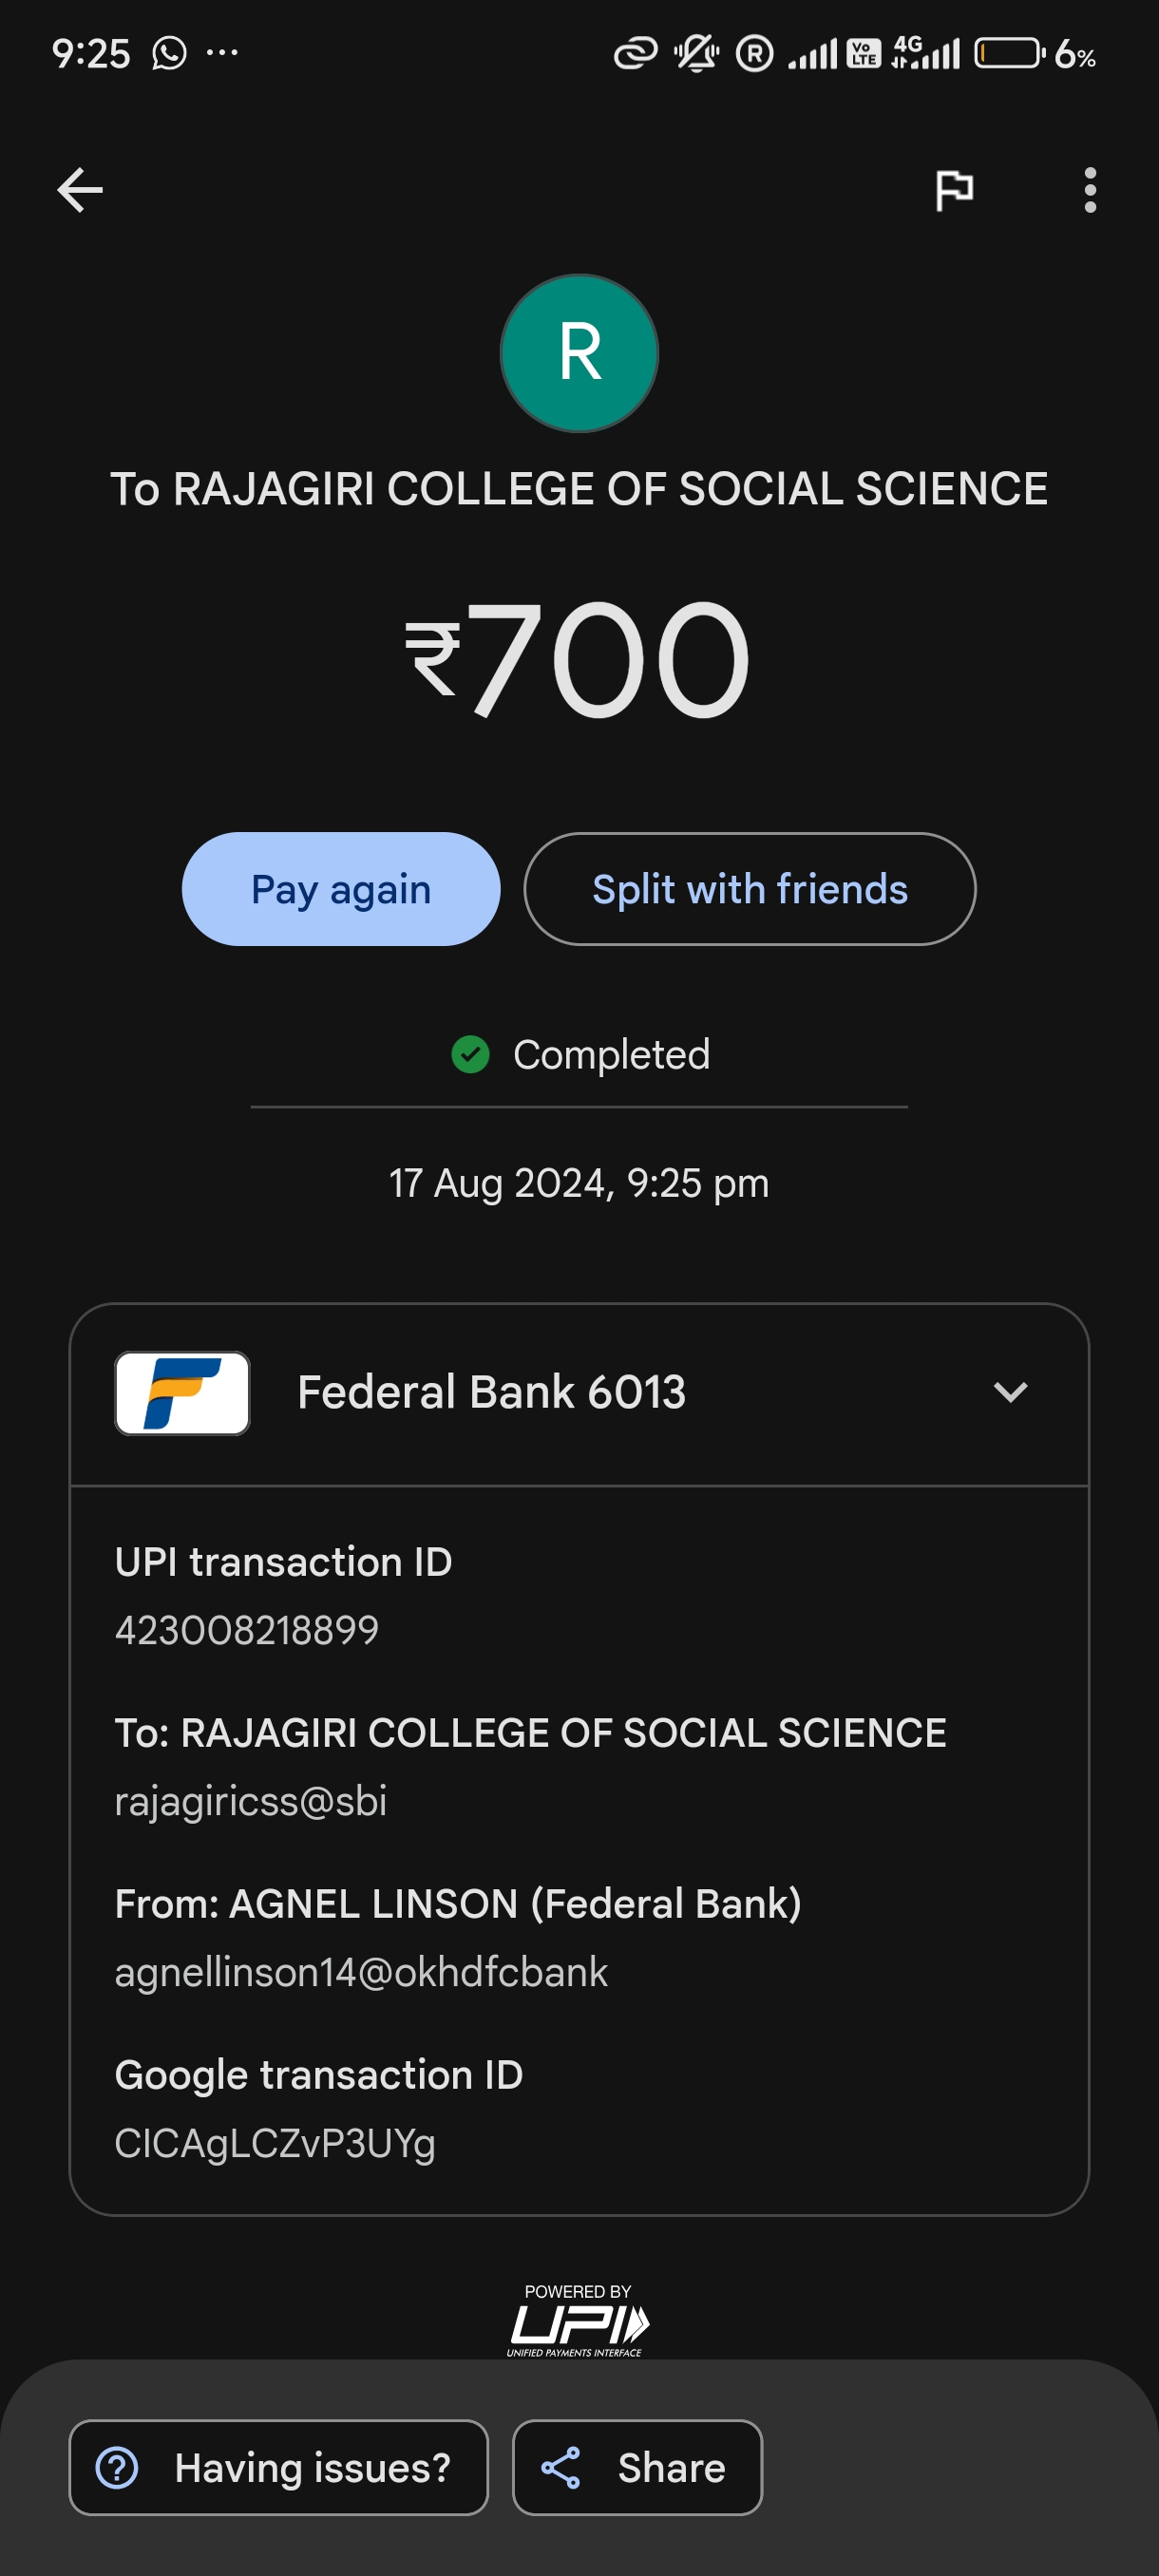 9:25
R
Vo
LTE
4G
6%
R
To RAJAGIRI COLLEGE OF SOCIAL SCIENCE
₹700
Pay again
Split with friends
Completed
17 Aug 2024, 9:25 pm
Federal Bank 6013
UPI transaction ID
423008218899
To: RAJAGIRI COLLEGE OF SOCIAL SCIENCE
rajagiricss@sbi
From: AGNEL LINSON (Federal Bank)
agnellinson14@okhdfcbank
Google transaction ID
CICAgLCZvP3UYg
POWERED BY
UPI
UNIFIED PAYMENTS INTERFACE
Having issues?
Share